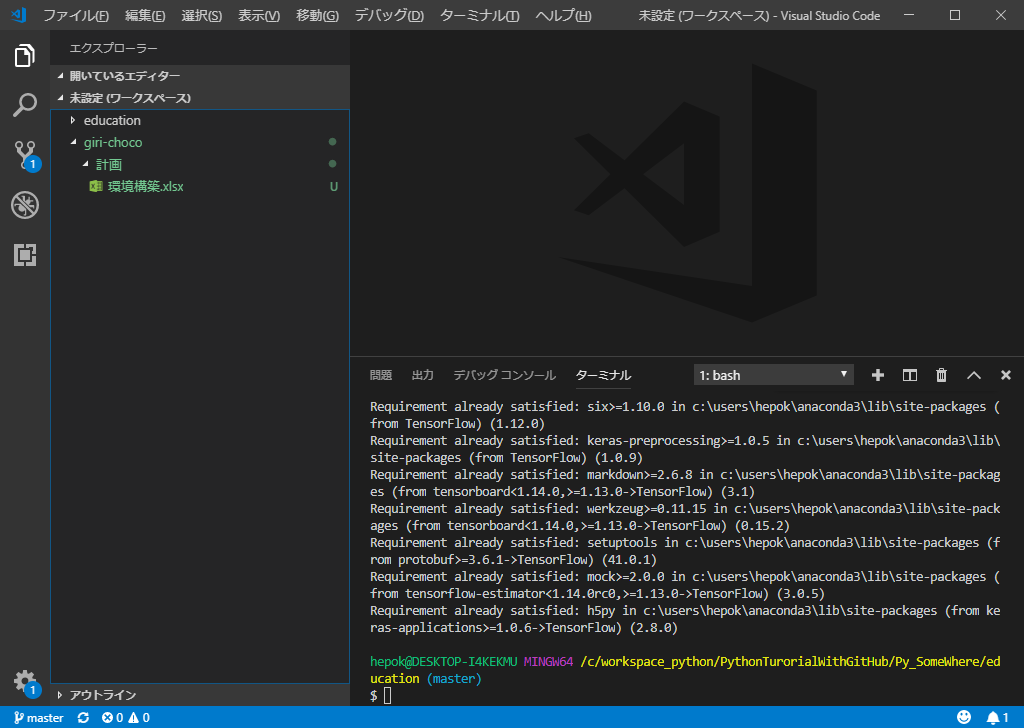 ファイル(F) 編集(E) 選択(S) 表示(V) 移動(G) デバッグ(D) ターミナル(T) ヘルプ(H) 未設定 (ワークスペース) - Visual Studio Code
エクスプローラー
開いているエディター
未設定 (ワークスペース)
education
giri-choco
計画
環境構築.xlsx U
1
アウトライン
1
問題 出力 デバッグ コンソール ターミナル 1: bash
Requirement already satisfied: six>=1.10.0 in c:\users\hepok\anaconda3\lib\site-packages (
from TensorFlow) (1.12.0)
Requirement already satisfied: keras-preprocessing>=1.0.5 in c:\users\hepok\anaconda3\lib\
site-packages (from TensorFlow) (1.0.9)
Requirement already satisfied: markdown>=2.6.8 in c:\users\hepok\anaconda3\lib\site-packag
es (from tensorboard<1.14.0,>=1.13.0->TensorFlow) (3.1)
Requirement already satisfied: werkzeug>=0.11.15 in c:\users\hepok\anaconda3\lib\site-pack
ages (from tensorboard<1.14.0,>=1.13.0->TensorFlow) (0.15.2)
Requirement already satisfied: setuptools in c:\users\hepok\anaconda3\lib\site-packages (f
rom protobuf>=3.6.1->TensorFlow) (41.0.1)
Requirement already satisfied: mock>=2.0.0 in c:\users\hepok\anaconda3\lib\site-packages (
from tensorflow-estimator<1.14.0rc0,>=1.13.0->TensorFlow) (3.0.5)
Requirement already satisfied: h5py in c:\users\hepok\anaconda3\lib\site-packages (from ke
ras-applications>=1.0.6->TensorFlow) (2.8.0)
hepok@DESKTOP-I4KEKMU MINGW64 /c/workspace_python/PythonTurorialWithGitHub/Py_SomeWhere/ed
ucation (master)
$
master 0 0 1